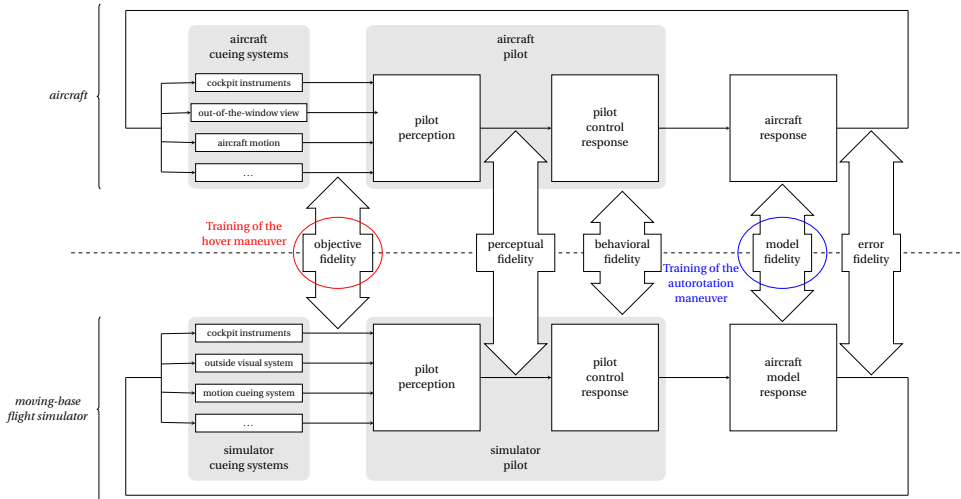 aircraft
cueing systems
aircraft
pilot
aircraft
cockpit instruments
out-of-the-window view
aircraft motion
...
pilot
perception
pilot
control
response
aircraft
response
Training of the
hover maneuver
objective
fidelity
perceptual
fidelity
behavioral
fidelity
Training of the
autorotation
maneuver
model
fidelity
error
fidelity
moving-base
flight simulator
cockpit instruments
outside visual system
motion cueing system
...
pilot
perception
pilot
control
response
aircraft
model
response
simulator
cueing systems
simulator
pilot